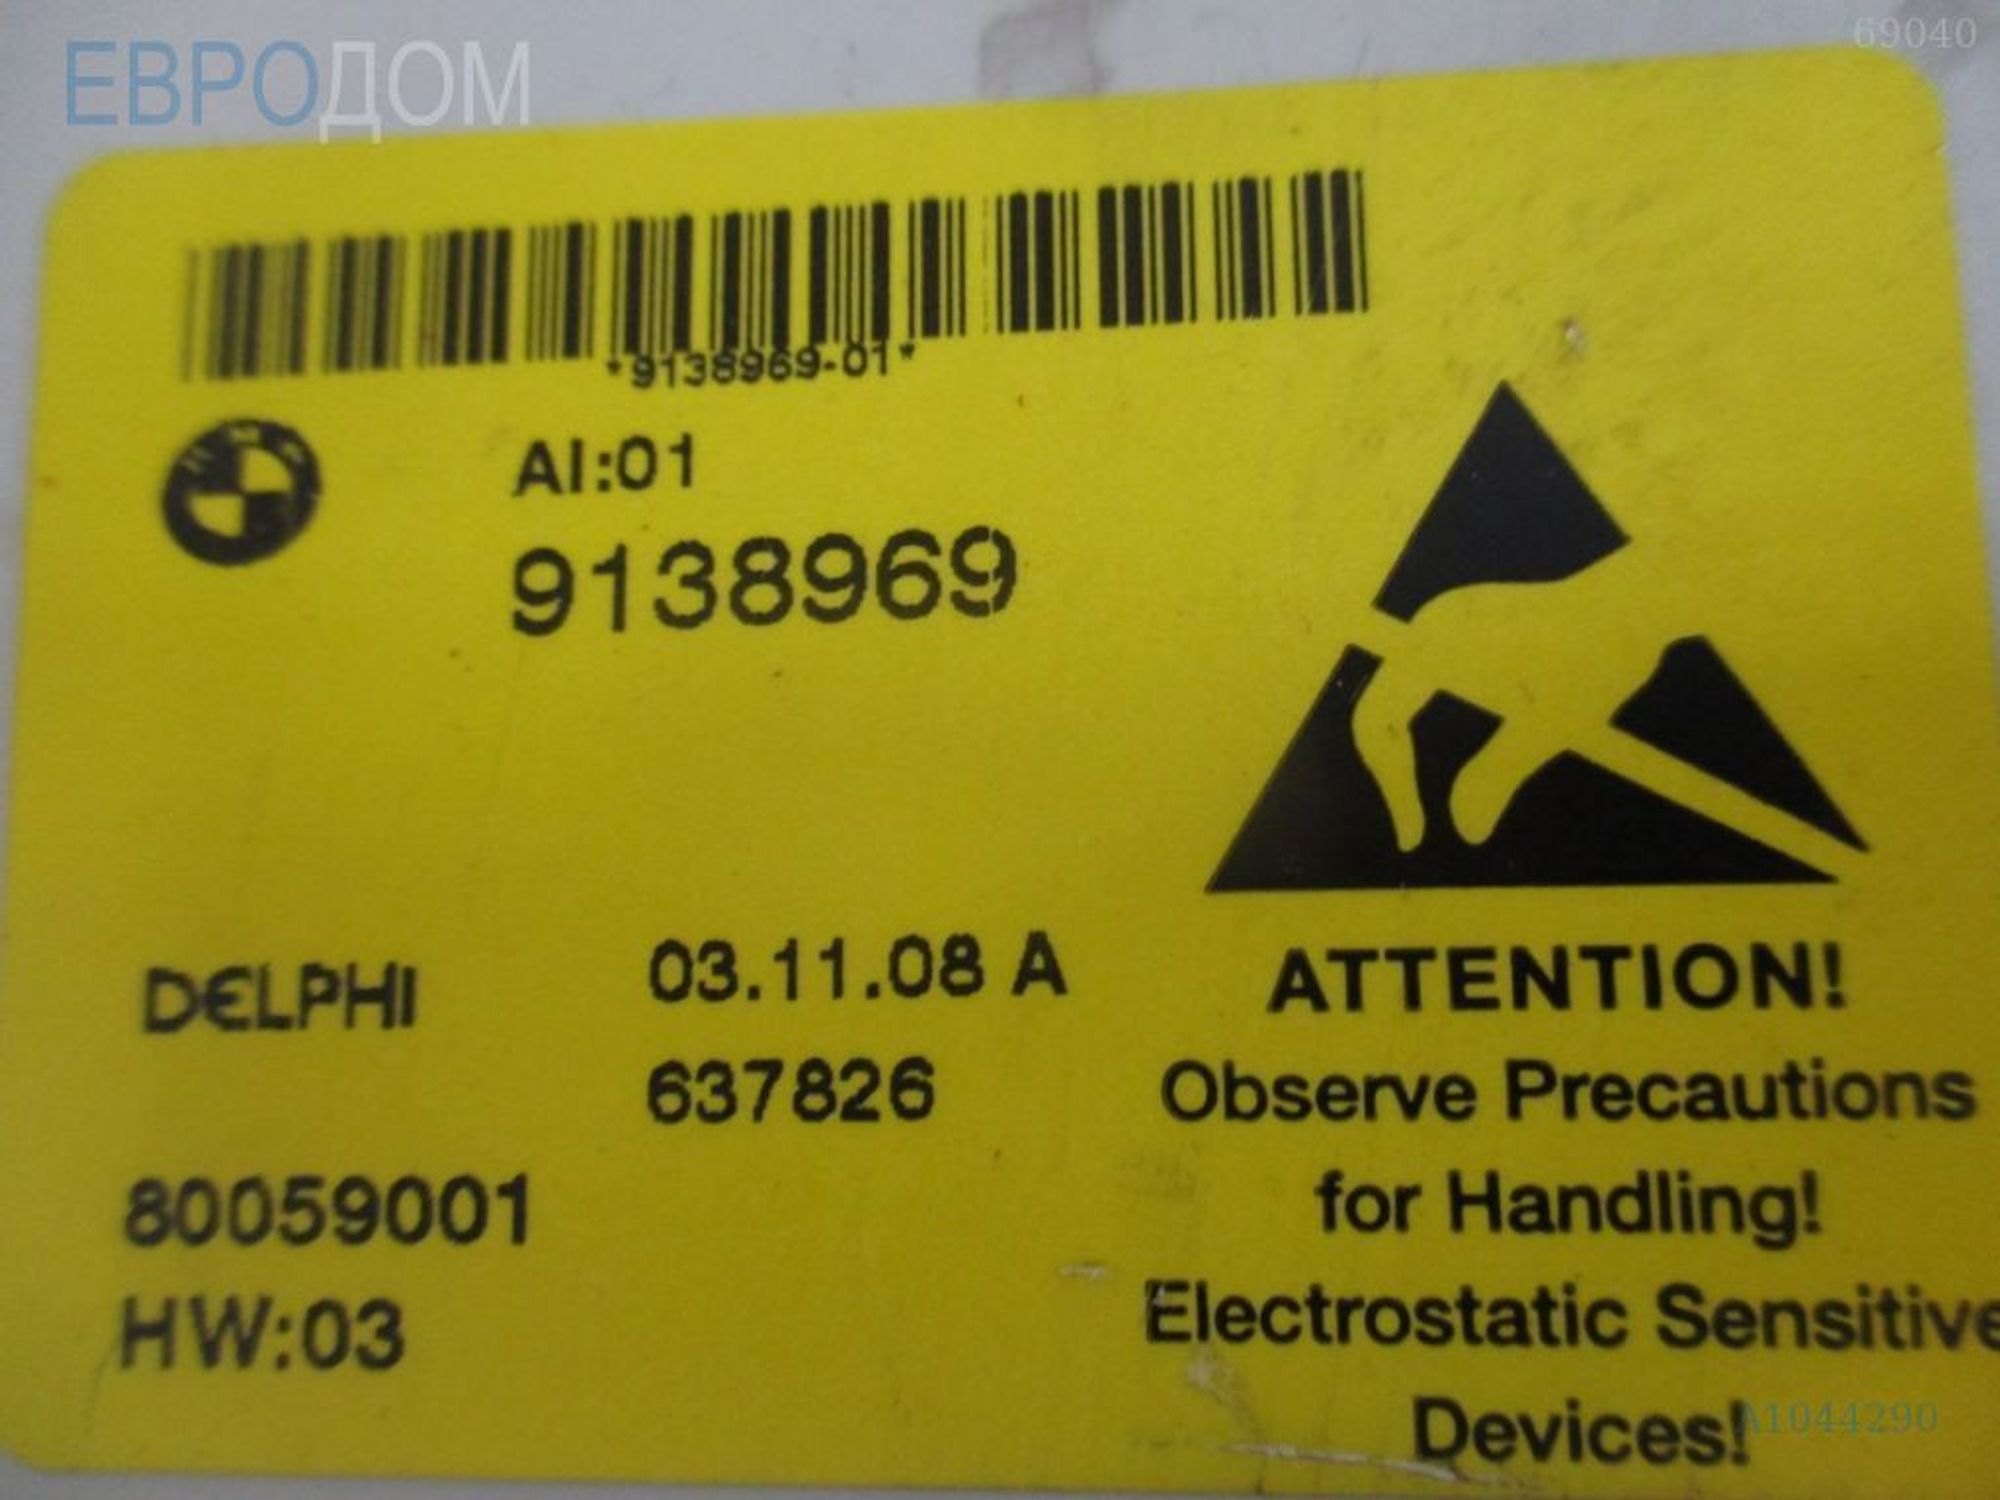 ЕВРОДОМ
69040
*9138969-01*
AI:01
9138969
DELPHI
03.11.08 A
637826
80059001
HW:03
ATTENTION!
Observe Precautions
for Handling!
Electrostatic Sensitive
Devices!
A1044290